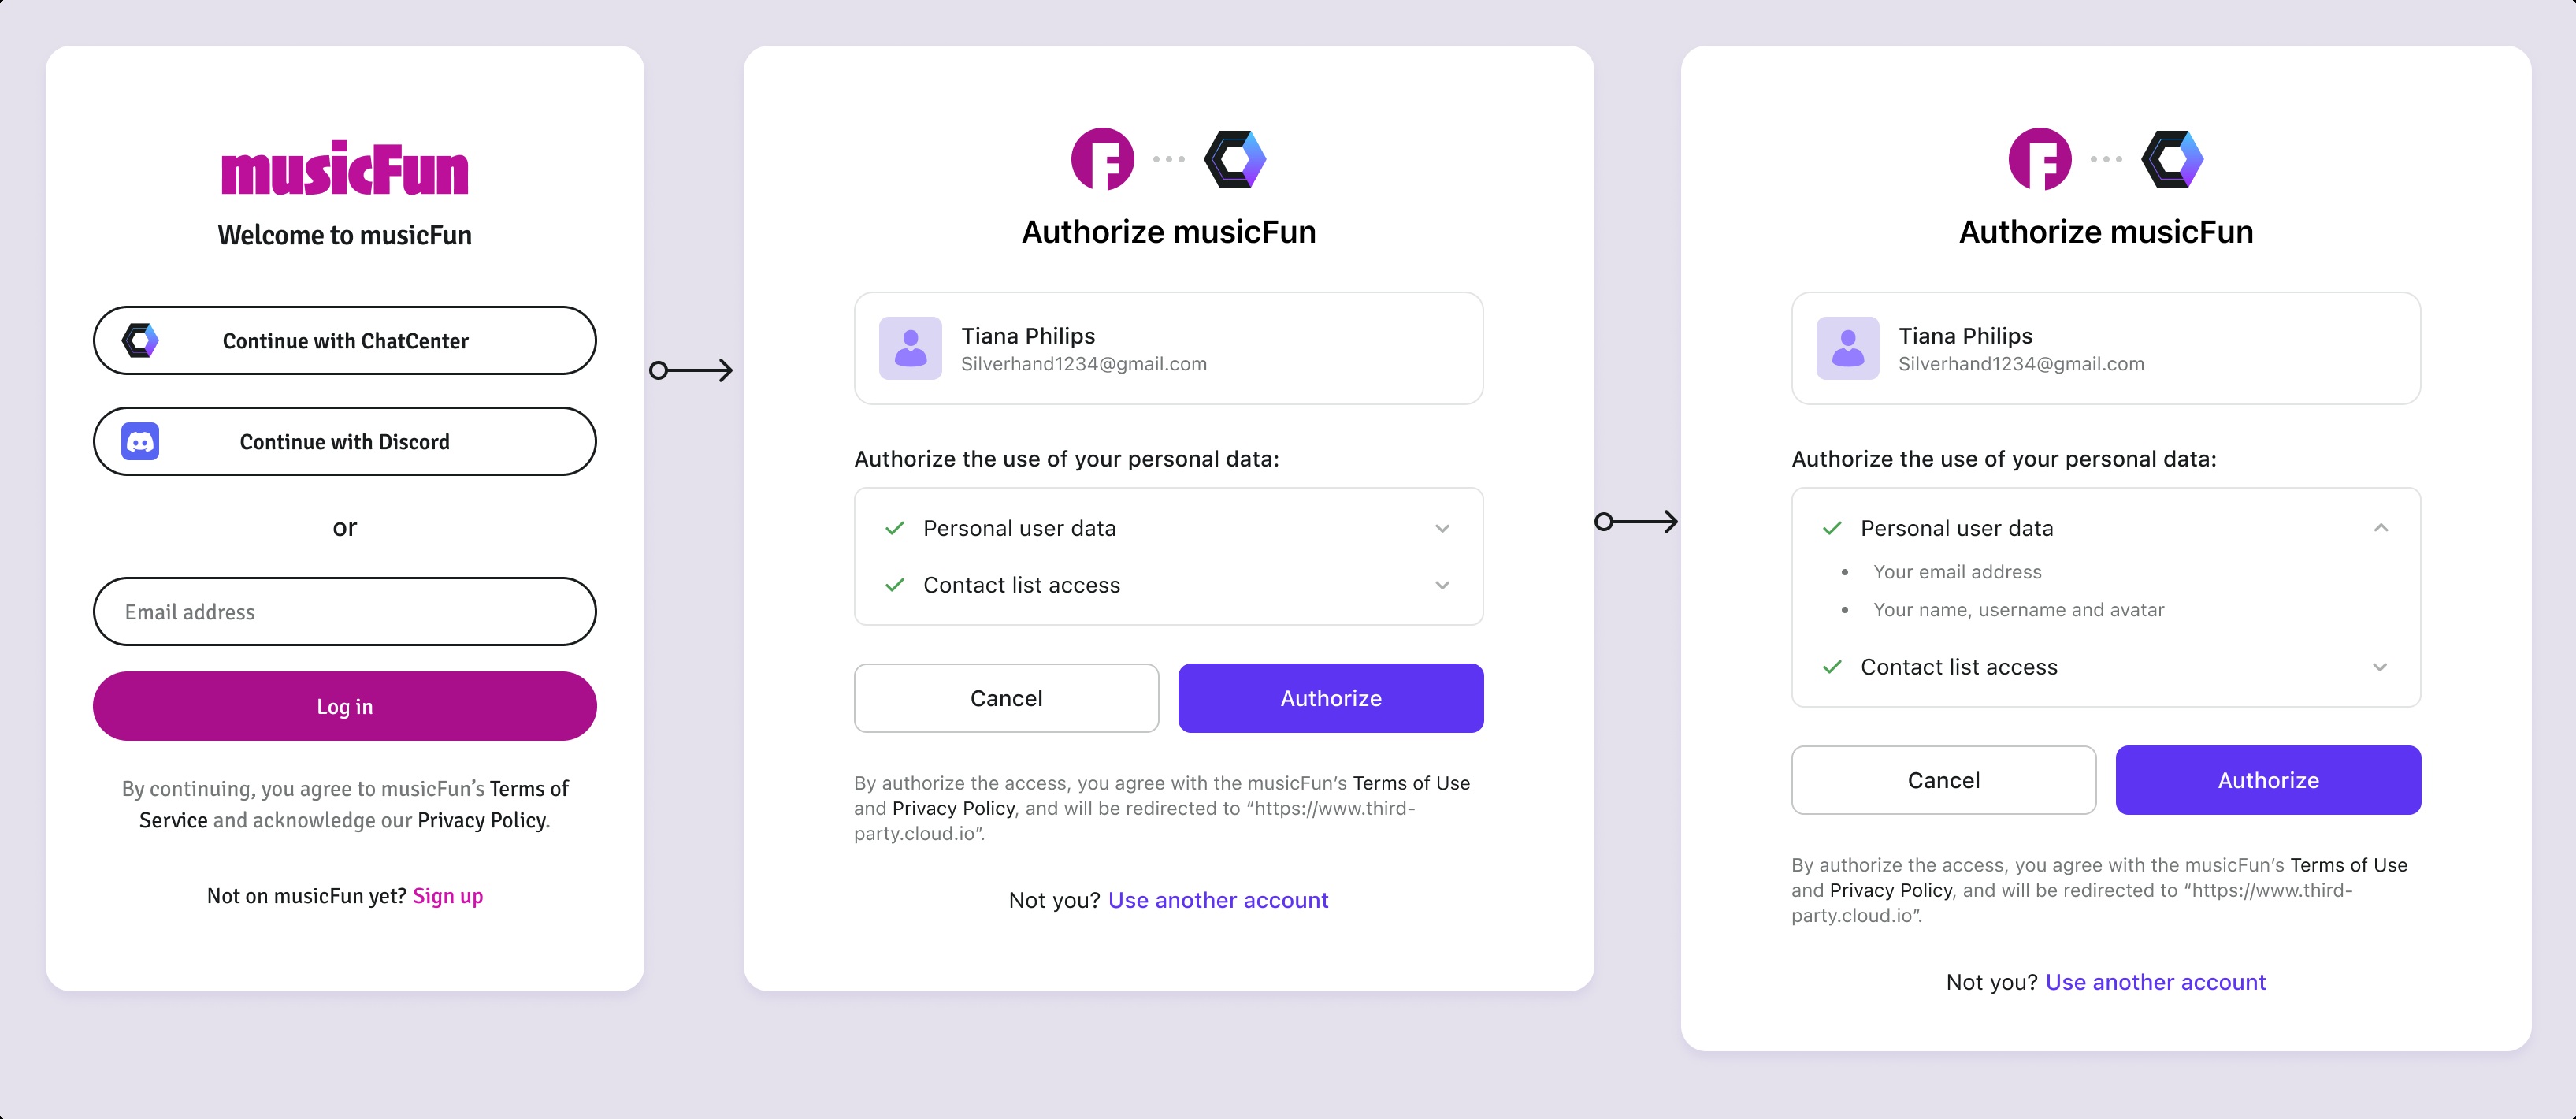 musicFun
Welcome to musicFun
Continue with ChatCenter
Continue with Discord
or
Email address
Log in
By continuing, you agree to musicFun’s Terms of
Service and acknowledge our Privacy Policy.
Not on musicFun yet? Sign up
F
Authorize musicFun
Tiana Philips
Silverhand1234@gmail.com
Authorize the use of your personal data:
Personal user data
Contact list access
Cancel
Authorize
By authorize the access, you agree with the musicFun’s Terms of Use
and Privacy Policy, and will be redirected to “https://www.third-
party.cloud.io”.
Not you? Use another account
F
Authorize musicFun
Tiana Philips
Silverhand1234@gmail.com
Authorize the use of your personal data:
Personal user data
• Your email address
• Your name, username and avatar
Contact list access
Cancel
Authorize
By authorize the access, you agree with the musicFun’s Terms of Use
and Privacy Policy, and will be redirected to “https://www.third-
party.cloud.io”.
Not you? Use another account